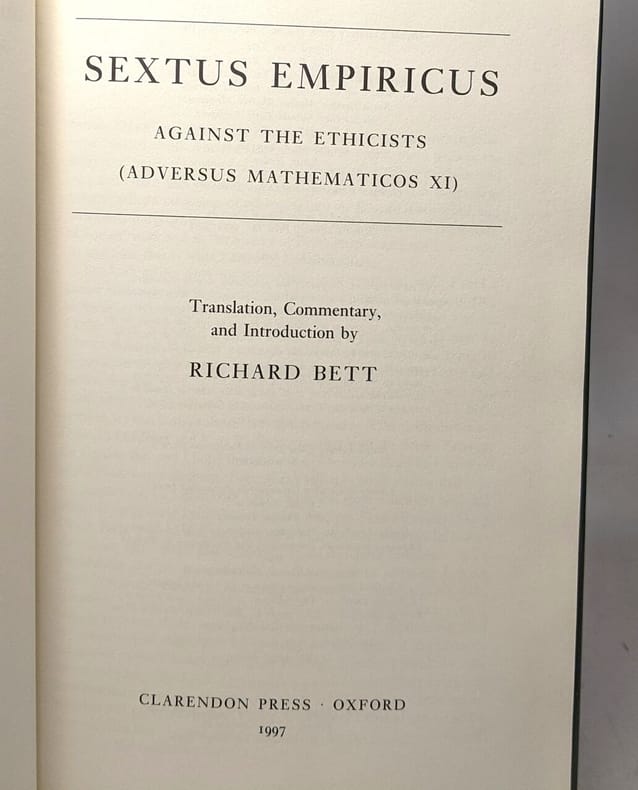 SEXTUS EMPIRICUS
AGAINST THE ETHICISTS
(ADVERSUS MATHEMATICOS XI)
Translation, Commentary,
and Introduction by
RICHARD BETT
CLARENDON PRESS · OXFORD
1997